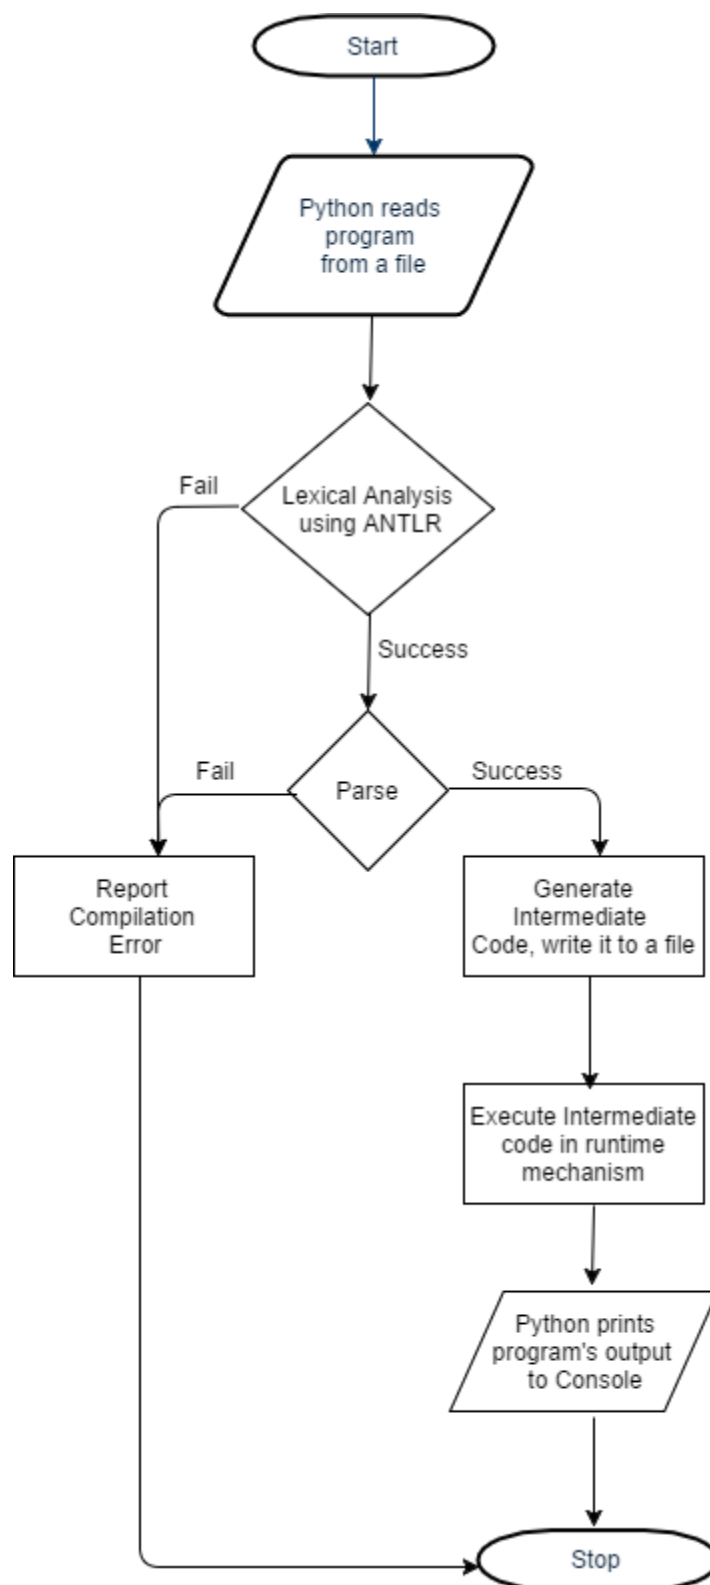 Start
Python reads
program
from a file
Fail
Lexical Analysis
using ANTLR
Success
Fail
Parse
Success
Report
Compilation
Error
Generate
Intermediate
Code, write it to a file
Execute Intermediate
code in runtime
mechanism
Python prints
program's output
to Console
Stop